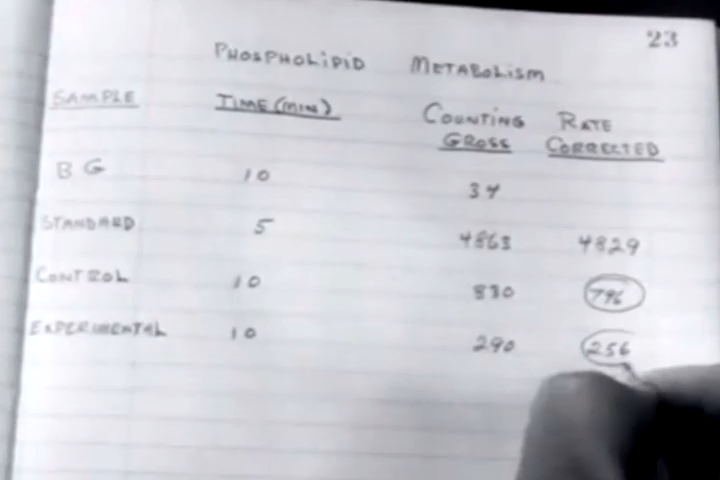 23
PHOSPHOLIPID METABOLISM
SAMPLE TIME (MIN) COUNTING RATE
GROSS CORRECTED
BG 10 34
STANDARD 5 4863 4829
CONTROL 10 830 796
EXPERIMENTAL 10 290 256